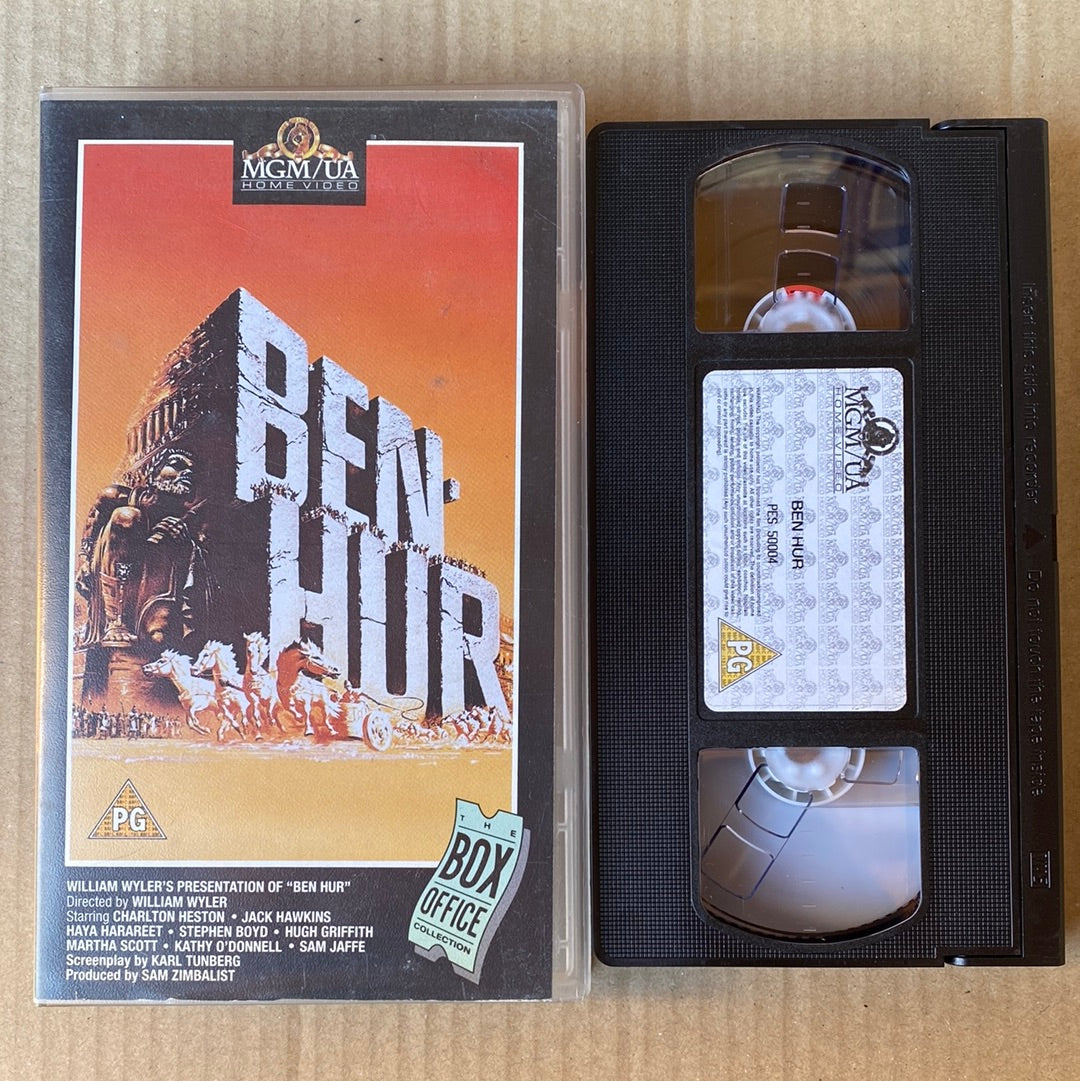 MGM/UA
HOME VIDEO
BEN-
HUR
PG
THE
BOX
OFFICE
COLLECTION
WILLIAM WYLER'S PRESENTATION OF “BEN HUR”
Directed by WILLIAM WYLER
Starring CHARLTON HESTON • JACK HAWKINS
HAYA HARAREET • STEPHEN BOYD • HUGH GRIFFITH
MARTHA SCOTT • KATHY O'DONNELL • SAM JAFFE
Screenplay by KARL TUNBERG
Produced by SAM ZIMBALIST
MGM/UA
HOME VIDEO
BEN HUR
PES 50004
PG
Insert this side into recorder
Do not touch the tape inside